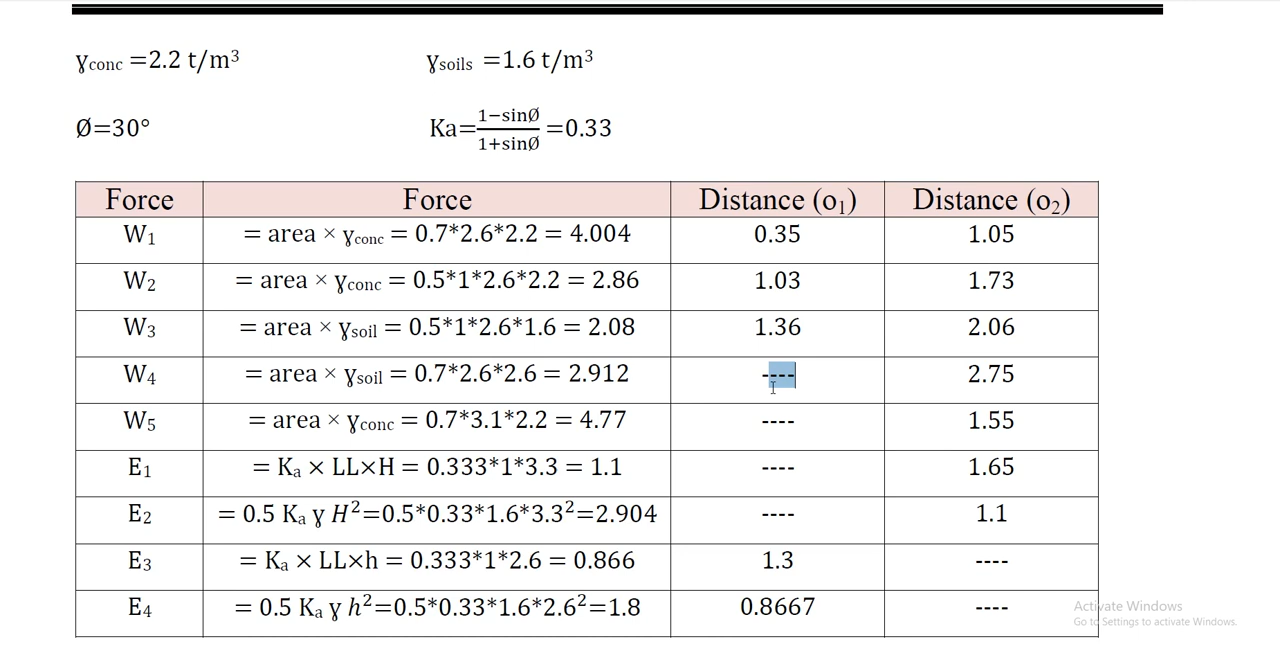 ɣconc =2.2 t/m³ ɣsoils =1.6 t/m³
Ø=30° Ka=(1−sinØ)/(1+sinØ)=0.33
Force Force Distance (o₁) Distance (o₂)
W₁ = area × ɣconc = 0.7*2.6*2.2 = 4.004 0.35 1.05
W₂ = area × ɣconc = 0.5*1*2.6*2.2 = 2.86 1.03 1.73
W₃ = area × ɣsoil = 0.5*1*2.6*1.6 = 2.08 1.36 2.06
W₄ = area × ɣsoil = 0.7*2.6*2.6 = 2.912 ---- 2.75
W₅ = area × ɣconc = 0.7*3.1*2.2 = 4.77 ---- 1.55
E₁ = Kₐ × LL×H = 0.333*1*3.3 = 1.1 ---- 1.65
E₂ = 0.5 Kₐ ɣ H²=0.5*0.33*1.6*3.3²=2.904 ---- 1.1
E₃ = Kₐ × LL×h = 0.333*1*2.6 = 0.866 1.3 ----
E₄ = 0.5 Kₐ ɣ h²=0.5*0.33*1.6*2.6²=1.8 0.8667 ----
Activate Windows
Go to Settings to activate Windows.